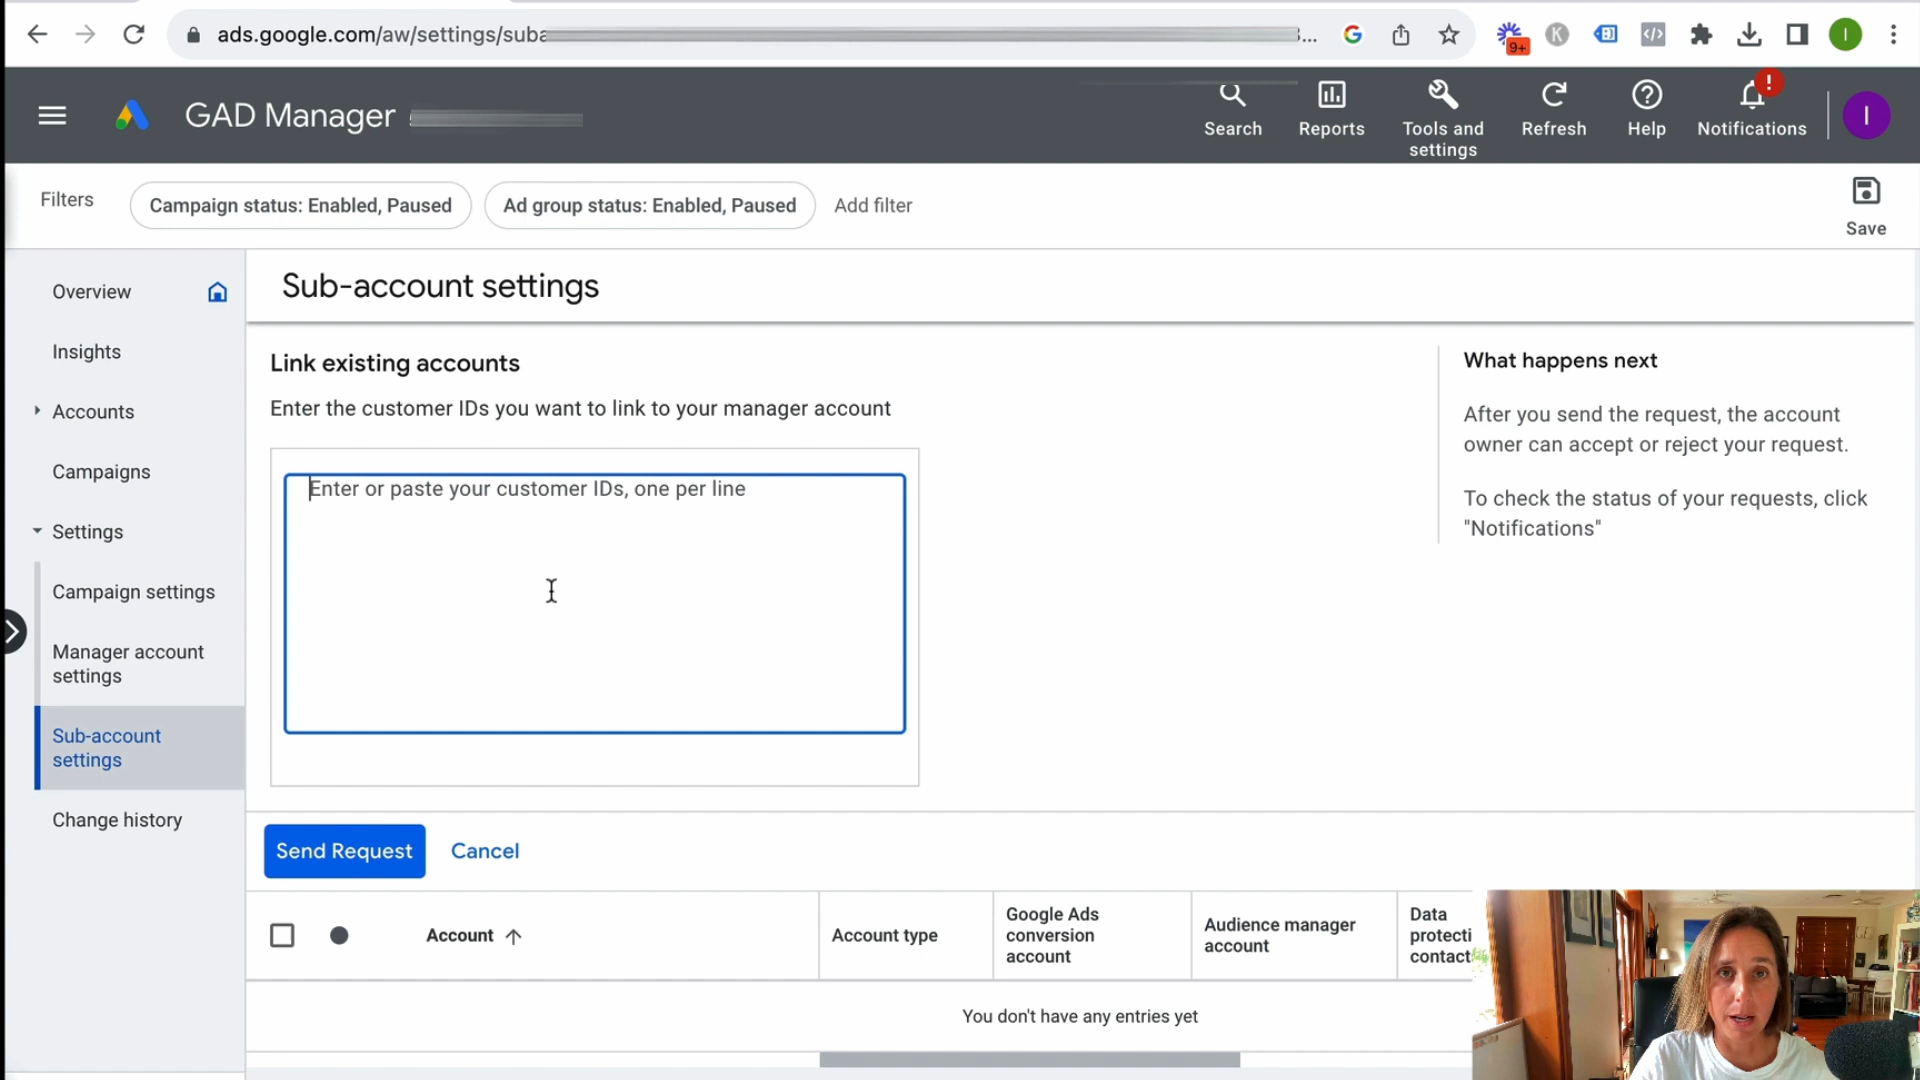 ads.google.com/aw/settings/suba
...
9+
K
I
GAD Manager
Search
Reports
Tools and
settings
Refresh
Help
!
Notifications
I
Filters
Campaign status: Enabled, Paused
Ad group status: Enabled, Paused
Add filter
Save
Overview
Insights
Accounts
Campaigns
Settings
Campaign settings
Manager account
settings
Sub-account
settings
Change history
Sub-account settings
Link existing accounts
Enter the customer IDs you want to link to your manager account
Enter or paste your customer IDs, one per line
What happens next
After you send the request, the account
owner can accept or reject your request.
To check the status of your requests, click
"Notifications"
Send Request
Cancel
Account
Account type
Google Ads
conversion
account
Audience manager
account
Data
protecti
contact
You don't have any entries yet